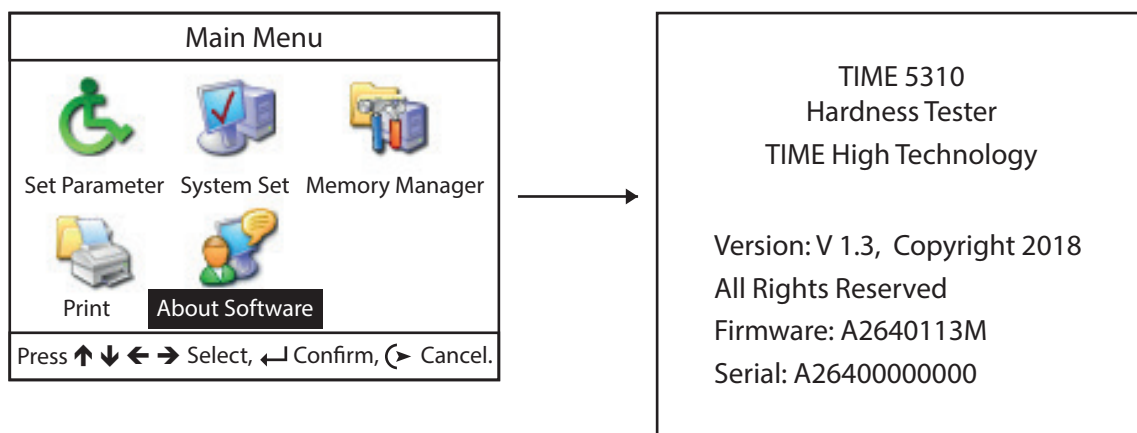 Main Menu
Set Parameter System Set Memory Manager
Print About Software
Press ↑ ↓ ← → Select, ↵ Confirm, Cancel.
TIME 5310
Hardness Tester
TIME High Technology
Version: V 1.3, Copyright 2018
All Rights Reserved
Firmware: A2640113M
Serial: A26400000000